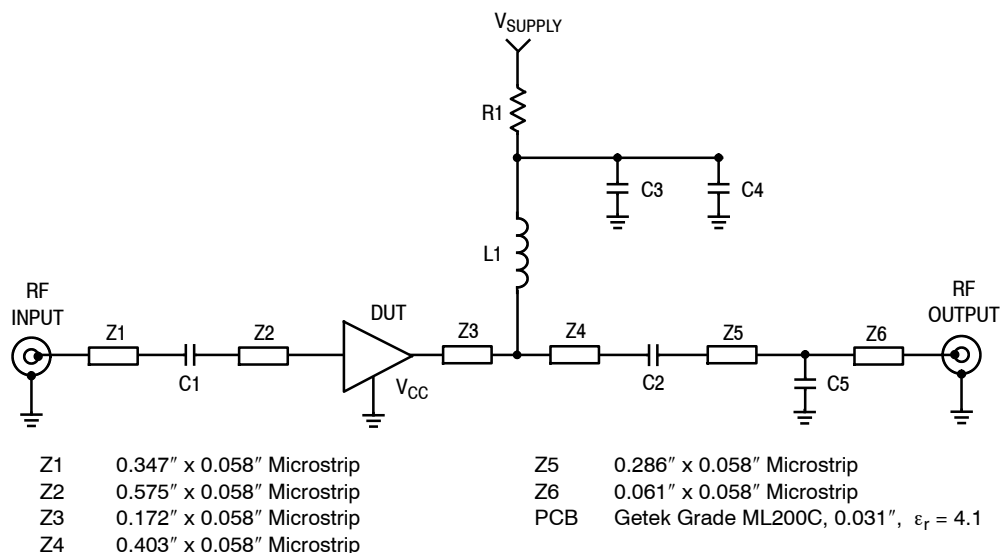 VSUPPLY
R1
C3
C4
L1
RF
INPUT
RF
OUTPUT
DUT
Z1
Z2
Z3
Z4
Z5
Z6
C1
VCC
C2
C5
Z1 0.347″ x 0.058″ Microstrip
Z2 0.575″ x 0.058″ Microstrip
Z3 0.172″ x 0.058″ Microstrip
Z4 0.403″ x 0.058″ Microstrip
Z5 0.286″ x 0.058″ Microstrip
Z6 0.061″ x 0.058″ Microstrip
PCB Getek Grade ML200C, 0.031″, εr = 4.1